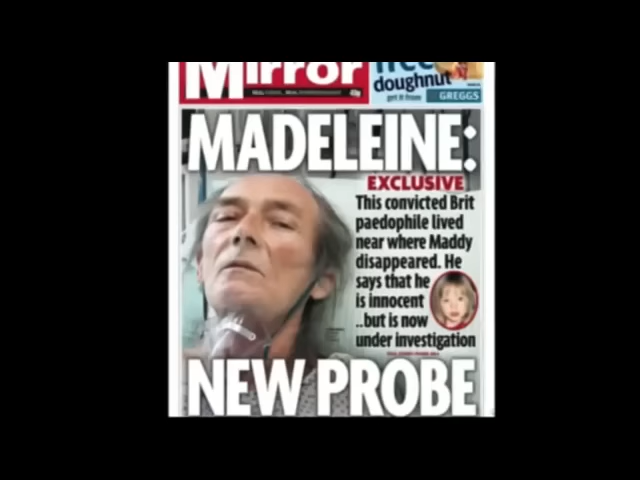 Mirror
free
doughnut
get it from GREGGS
MADELEINE:
EXCLUSIVE
This convicted Brit
paedophile lived
near where Maddy
disappeared. He
says that he
is innocent
..but is now
under investigation
NEW PROBE